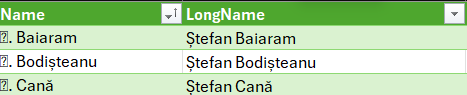 Name LongName
�. Baiaram Ștefan Baiaram
�. Bodișteanu Ștefan Bodișteanu
�. Cană Ștefan Cană